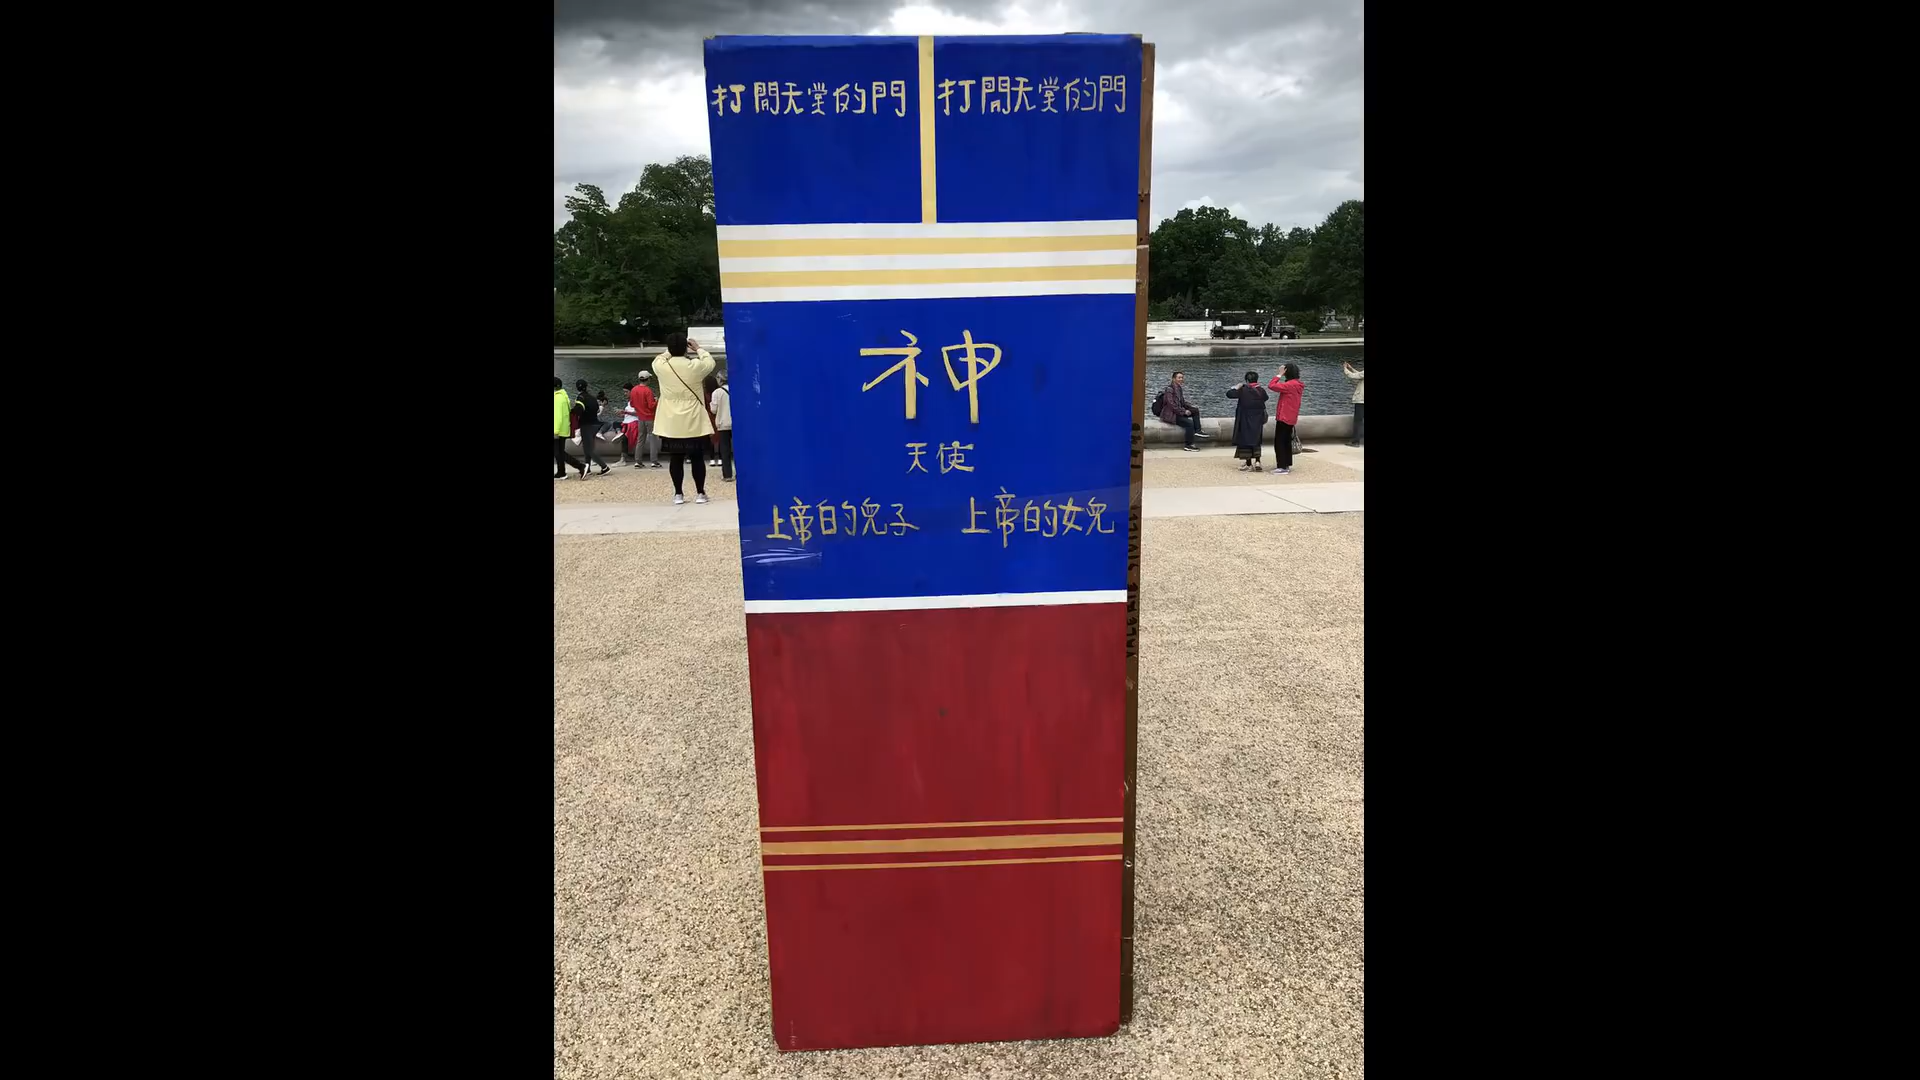 打開天堂的門 打開天堂的門
神
天使
上帝的兒子 上帝的女兒